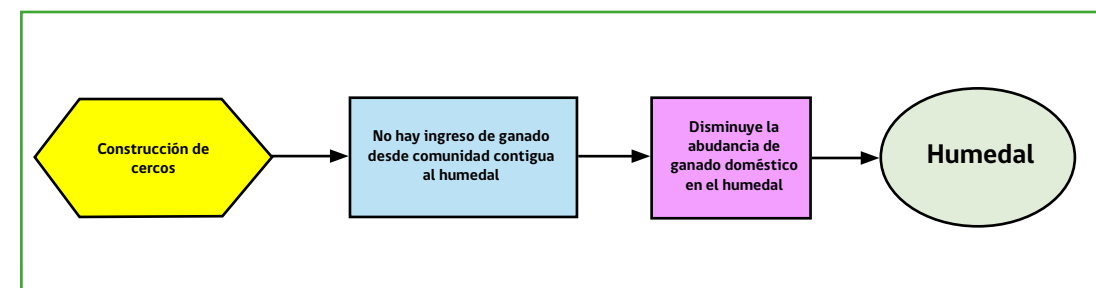 Construcción de
cercos
No hay ingreso de ganado
desde comunidad contigua
al humedal
Disminuye la
abudancia de
ganado doméstico
en el humedal
Humedal